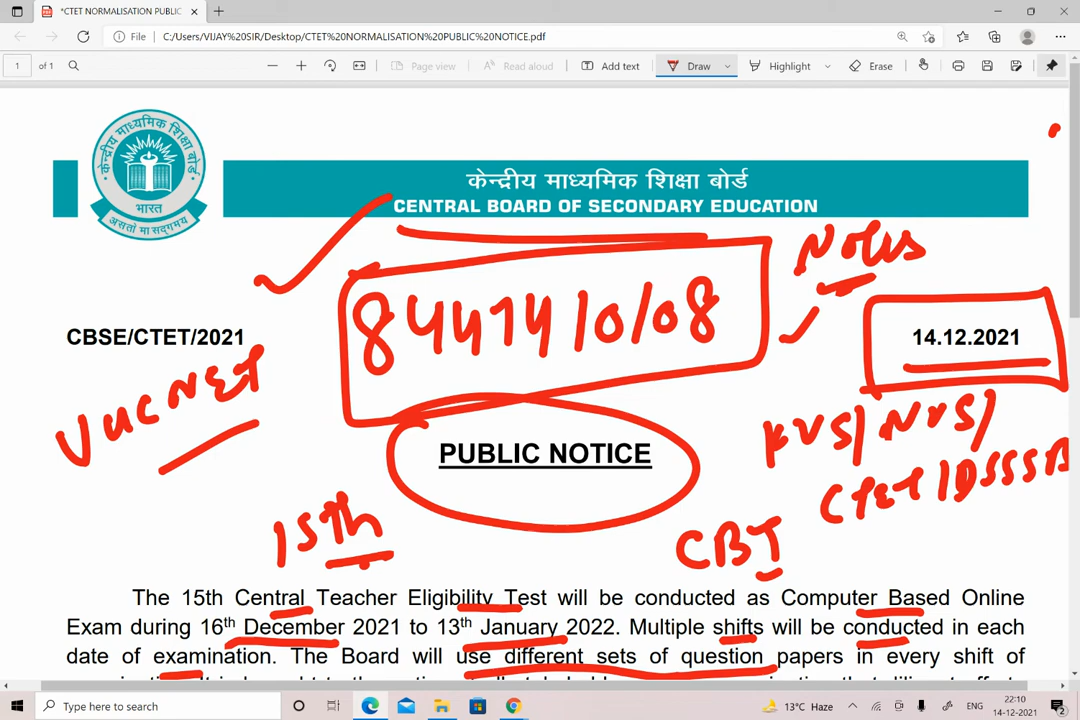 *CTET NORMALISATION PUBLIC
File C:/Users/VIJAY%20SIR/Desktop/CTET%20NORMALISATION%20PUBLIC%20NOTICE.pdf
1 of 1 Page view Read aloud Add text Draw Highlight Erase
केन्द्रीय माध्यमिक शिक्षा बोर्ड
भारत
असतो मा सद्गमय
केन्द्रीय माध्यमिक शिक्षा बोर्ड
CENTRAL BOARD OF SECONDARY EDUCATION
Notes
8447410108
CBSE/CTET/2021 14.12.2021
VUCNET
KVS/NVS/
PUBLIC NOTICE
CTET/DSSSB
15th
CBT
The 15th Central Teacher Eligibility Test will be conducted as Computer Based Online
Exam during 16th December 2021 to 13th January 2022. Multiple shifts will be conducted in each
date of examination. The Board will use different sets of question papers in every shift of
Type here to search 13°C Haze ENG 22:10
14-12-2021 2